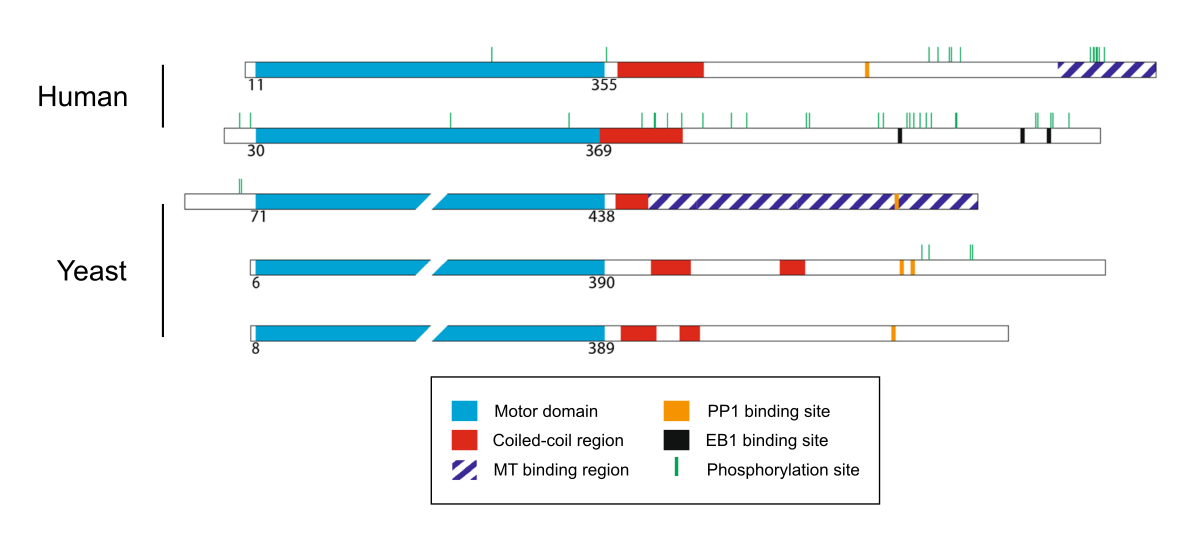 Human
11 355
30 369
Yeast
71 438
6 390
8 389
Motor domain
Coiled-coil region
MT binding region
PP1 binding site
EB1 binding site
Phosphorylation site